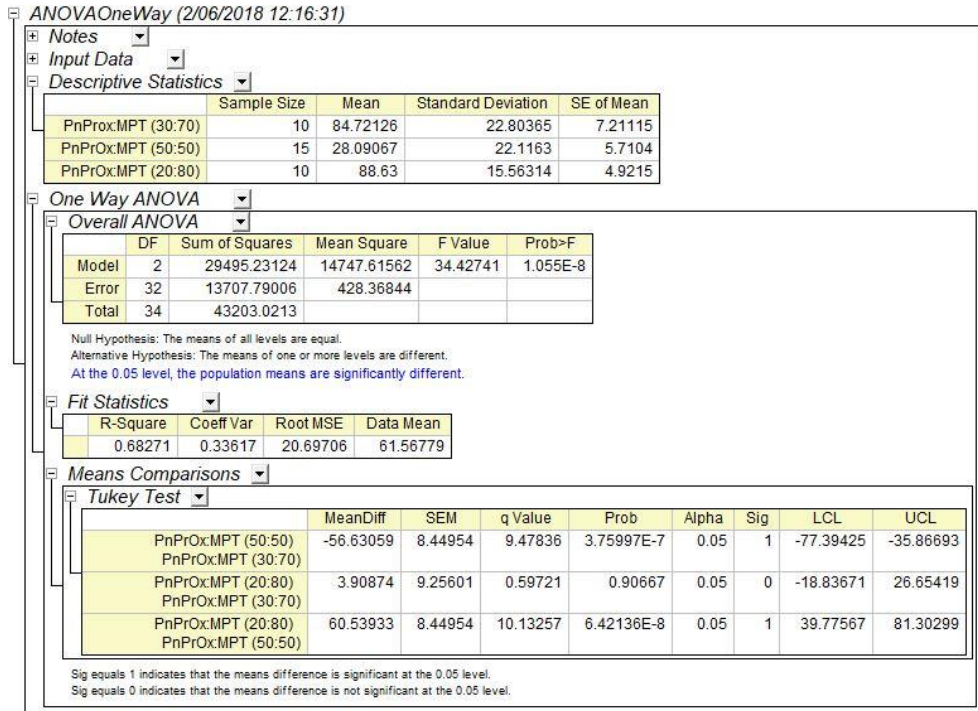 ANOVAOneWay (2/06/2018 12:16:31)
Notes
Input Data
Descriptive Statistics
Sample Size Mean Standard Deviation SE of Mean
PnProx:MPT (30:70) 10 84.72126 22.80365 7.21115
PnPrOx:MPT (50:50) 15 28.09067 22.1163 5.7104
PnPrOx:MPT (20:80) 10 88.63 15.56314 4.9215
One Way ANOVA
Overall ANOVA
DF Sum of Squares Mean Square F Value Prob>F
Model 2 29495.23124 14747.61562 34.42741 1.055E-8
Error 32 13707.79006 428.36844
Total 34 43203.0213
Null Hypothesis: The means of all levels are equal.
Alternative Hypothesis: The means of one or more levels are different.
At the 0.05 level, the population means are significantly different.
Fit Statistics
R-Square Coeff Var Root MSE Data Mean
0.68271 0.33617 20.69706 61.56779
Means Comparisons
Tukey Test
MeanDiff SEM q Value Prob Alpha Sig LCL UCL
PnPrOx:MPT (50:50) -56.63059 8.44954 9.47836 3.75997E-7 0.05 1 -77.39425 -35.86693
PnPrOx:MPT (30:70)
PnPrOx:MPT (20:80) 3.90874 9.25601 0.59721 0.90667 0.05 0 -18.83671 26.65419
PnPrOx:MPT (30:70)
PnPrOx:MPT (20:80) 60.53933 8.44954 10.13257 6.42136E-8 0.05 1 39.77567 81.30299
PnPrOx:MPT (50:50)
Sig equals 1 indicates that the means difference is significant at the 0.05 level.
Sig equals 0 indicates that the means difference is not significant at the 0.05 level.